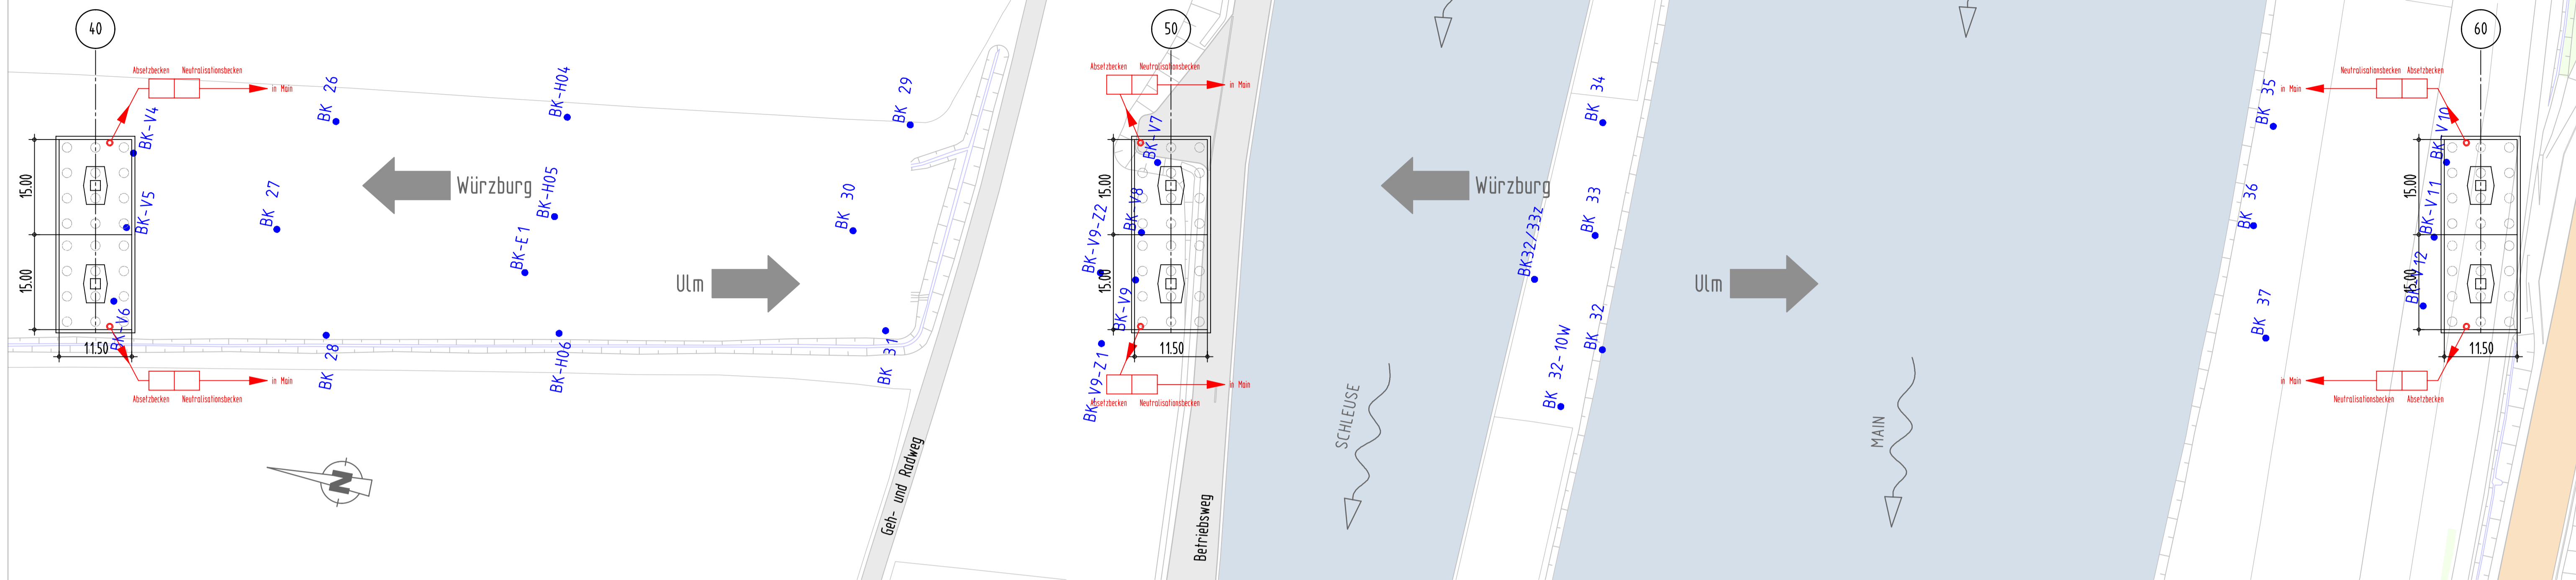 40
50
60
Absetzbecken Neutralisationsbecken
in Main
Absetzbecken Neutralisationsbecken
in Main
Neutralisationsbecken Absetzbecken
in Main
BK-V4
BK 26
BK-H04
BK 29
BK-V7
BK 34
BK 35
BK V10
15.00
BK-V5
BK 27
Würzburg
BK-H05
BK 30
BK-V9-Z2
15.00
BK-V8
Würzburg
BK32/33z
BK 33
BK 36
15.00
BK-V11
15.00
BK-E1
Ulm
15.00
BK-V9
Ulm
15.00
BK-V12
BK-V6
11.50
BK 28
BK-H06
BK 31
BK-V9-Z1
11.50
BK 32-10W
BK 32
BK 37
11.50
in Main
Absetzbecken Neutralisationsbecken
in Main
Absetzbecken Neutralisationsbecken
in Main
Neutralisationsbecken Absetzbecken
N
Geh- und Radweg
Betriebsweg
SCHLEUSE
MAIN